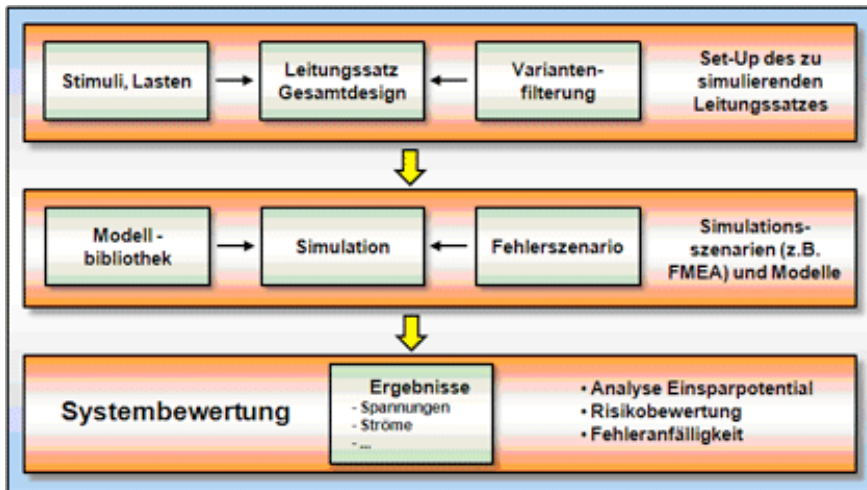 Stimuli, Lasten
Leitungssatz
Gesamtdesign
Varianten-
filterung
Set-Up des zu
simulierenden
Leitungssatzes
Modell -
bibliothek
Simulation
Fehlerszenario
Simulations-
szenarien (z.B.
FMEA) und Modelle
Systembewertung
Ergebnisse
- Spannungen
- Ströme
- ...
• Analyse Einsparpotential
• Risikobewertung
• Fehleranfälligkeit